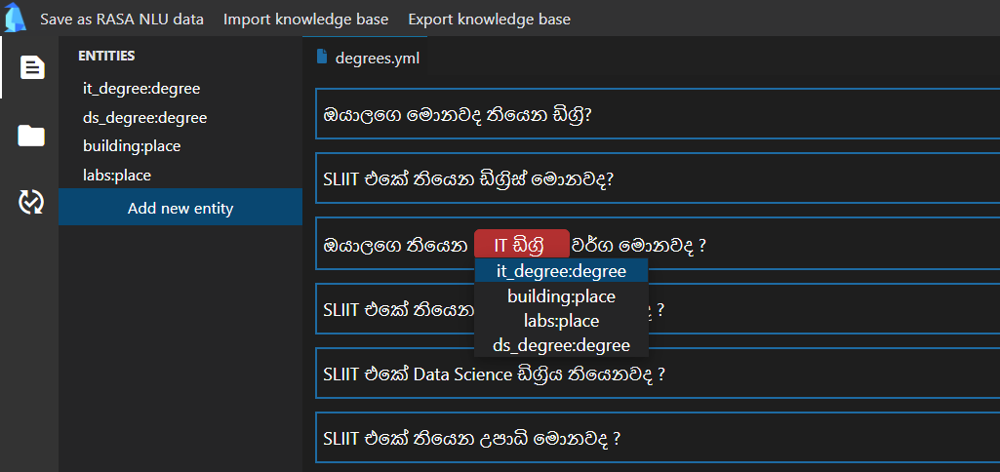 Save as RASA NLU data Import knowledge base Export knowledge base
ENTITIES
it_degree:degree
ds_degree:degree
building:place
labs:place
Add new entity
degrees.yml
ඔයාලගෙ මොනවද තියෙන ඩිග්‍රි?
SLIIT එකේ තියෙන ඩිග්‍රිස් මොනවද?
ඔයාලගෙ තියෙන IT ඩිග්‍රි වර්ග මොනවද ?
it_degree:degree
building:place
labs:place
ds_degree:degree
SLIIT එකේ තියෙන ?
SLIIT එකේ Data Science ඩිග්‍රිය තියෙනවද ?
SLIIT එකේ තියෙන උපාධි මොනවද ?